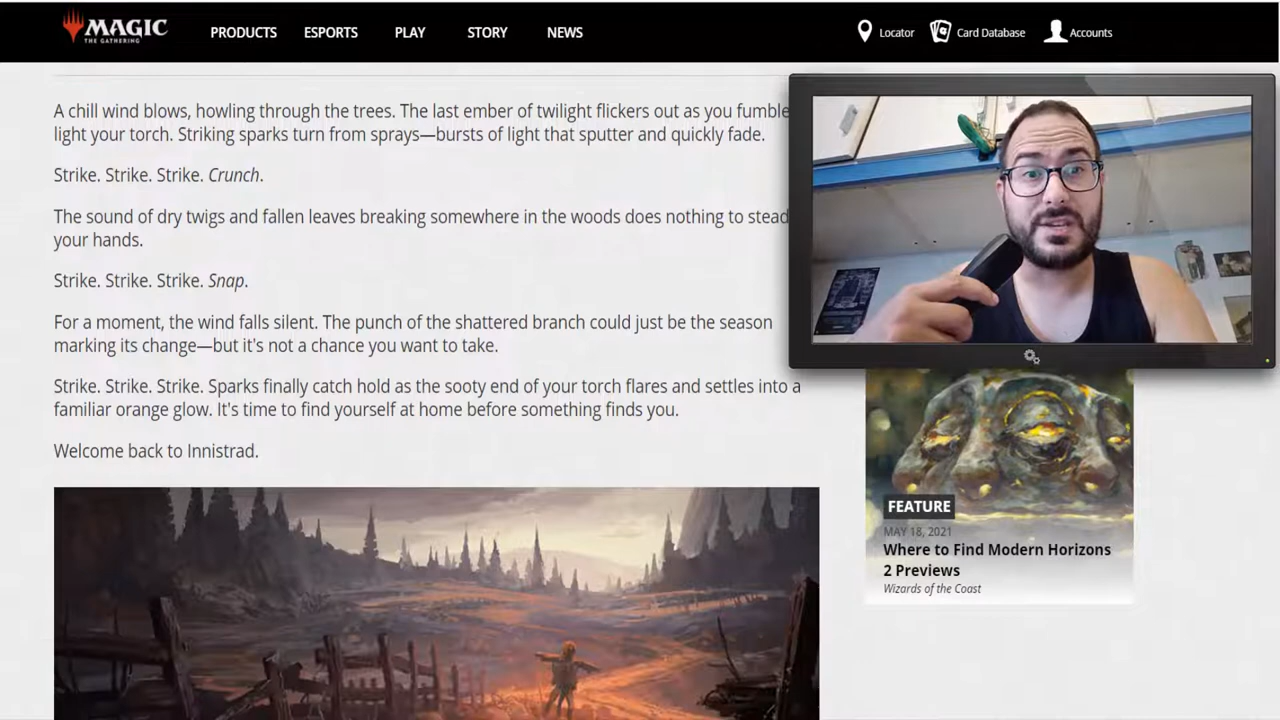 MAGIC
THE GATHERING
PRODUCTS ESPORTS PLAY STORY NEWS Locator Card Database Accounts
A chill wind blows, howling through the trees. The last ember of twilight flickers out as you fumble
light your torch. Striking sparks turn from sprays—bursts of light that sputter and quickly fade.
Strike. Strike. Strike. Crunch.
The sound of dry twigs and fallen leaves breaking somewhere in the woods does nothing to stead
your hands.
Strike. Strike. Strike. Snap.
For a moment, the wind falls silent. The punch of the shattered branch could just be the season
marking its change—but it's not a chance you want to take.
Strike. Strike. Strike. Sparks finally catch hold as the sooty end of your torch flares and settles into a
familiar orange glow. It's time to find yourself at home before something finds you.
Welcome back to Innistrad.
FEATURE
MAY 18, 2021
Where to Find Modern Horizons
2 Previews
Wizards of the Coast